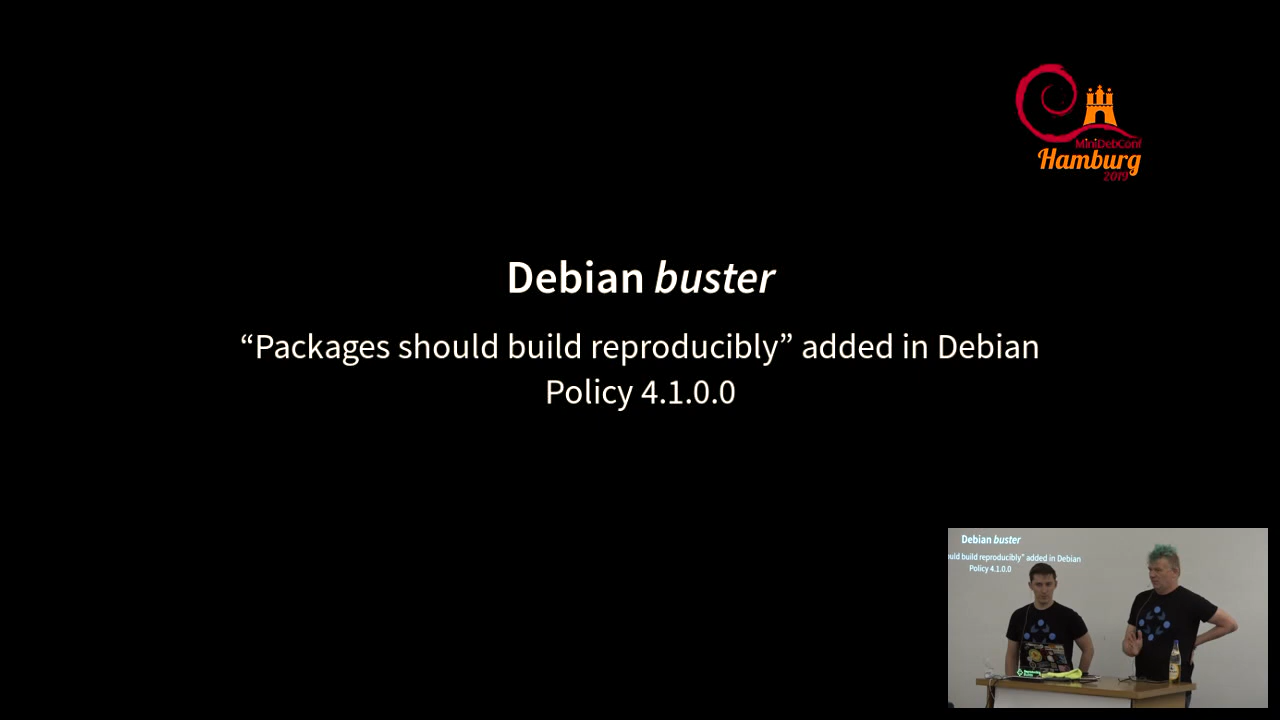 MiniDebConf
Hamburg
2019
Debian buster
“Packages should build reproducibly” added in Debian
Policy 4.1.0.0
Debian buster
uld build reproducibly” added in Debian
Policy 4.1.0.0